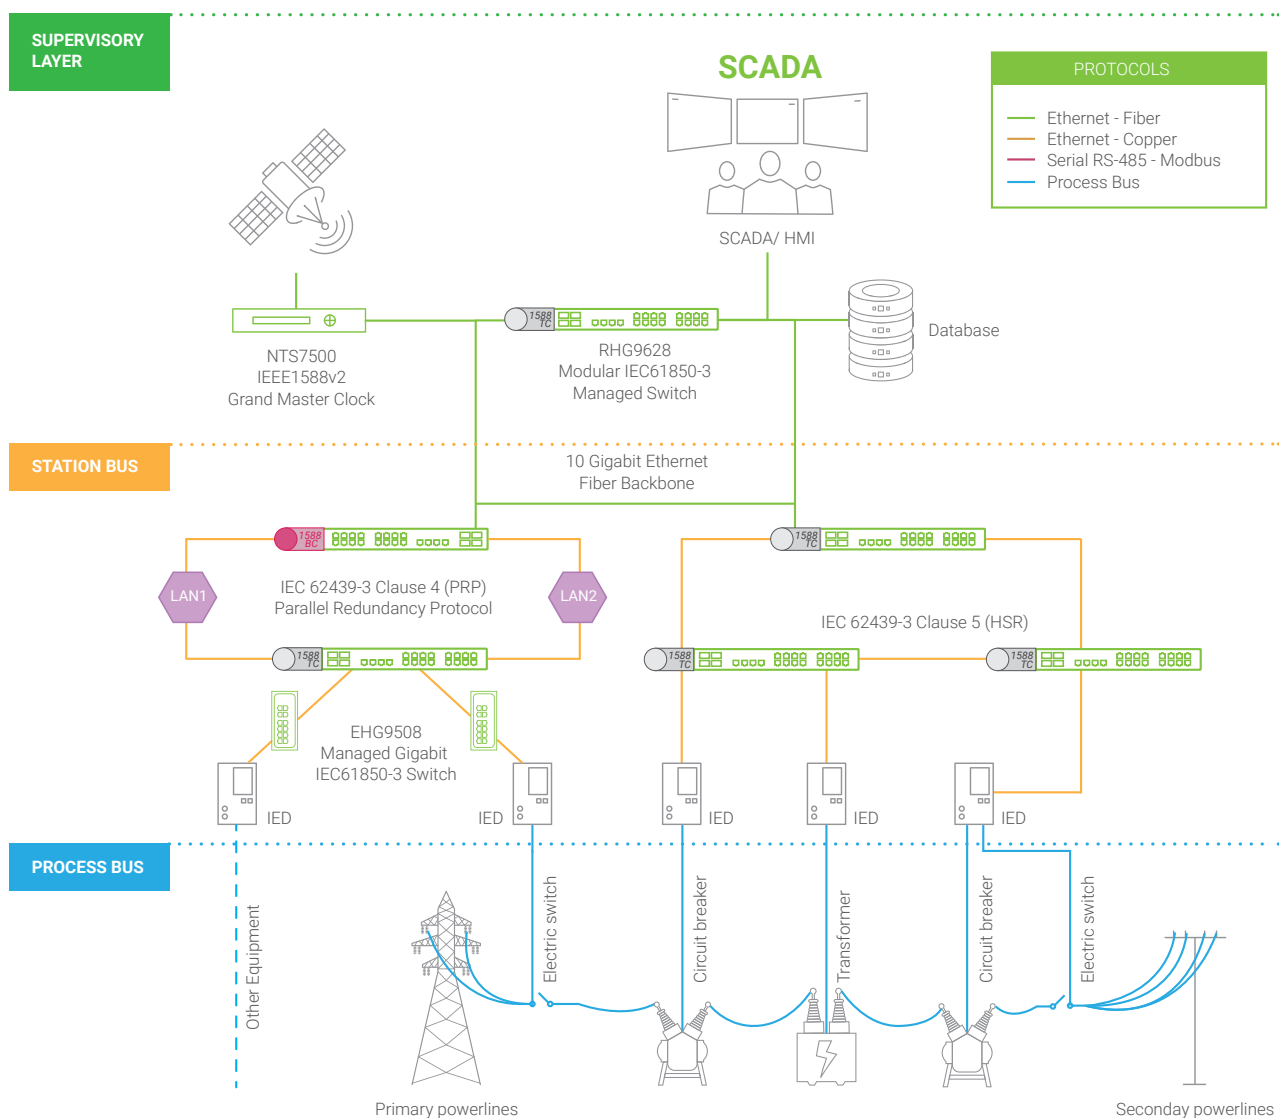 SUPERVISORY
LAYER
SCADA
PROTOCOLS
Ethernet - Fiber
Ethernet - Copper
Serial RS-485 - Modbus
Process Bus
SCADA/ HMI
1588
TC
NTS7500
IEEE1588v2
Grand Master Clock
RHG9628
Modular IEC61850-3
Managed Switch
Database
STATION BUS
10 Gigabit Ethernet
Fiber Backbone
1588
BC
1588
TC
LAN1
IEC 62439-3 Clause 4 (PRP)
Parallel Redundancy Protocol
LAN2
IEC 62439-3 Clause 5 (HSR)
1588
TC
1588
TC
1588
TC
EHG9508
Managed Gigabit
IEC61850-3 Switch
IED
IED
IED
IED
IED
PROCESS BUS
Other Equipment
Electric switch
Circuit breaker
Transformer
Circuit breaker
Electric switch
Primary powerlines
Seconday powerlines